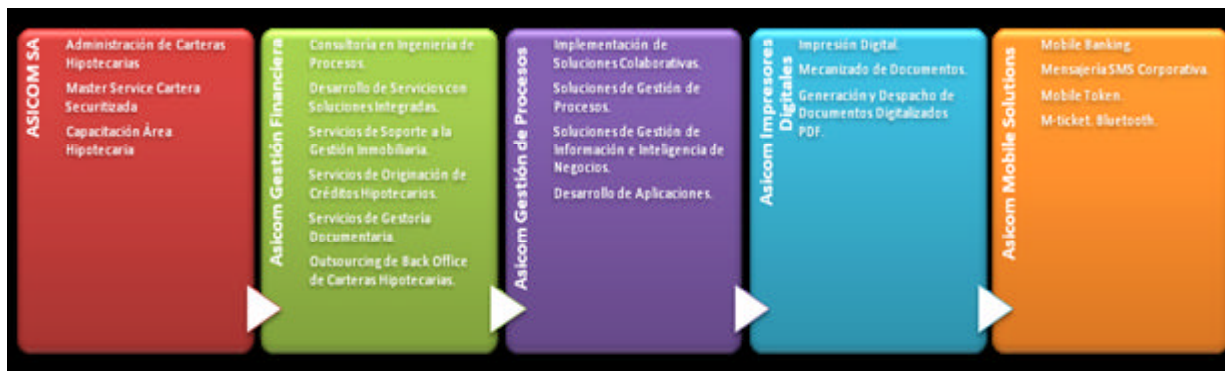 ASICOM SA
Administración de Carteras
Hipotecarias
Master Service Cartera
Securitizada
Capacitación Àrea
Hipotecaria
Asicom Gestión Financiera
Consultoría en Ingeniería de
Procesos.
Desarrollo de Servicios con
Soluciones Integradas.
Servicios de Soporte a la
Gestión Inmobiliaria.
Servicios de Originación de
Créditos Hipotecarios.
Servicios de Gestoría
Documentaria.
Outsourcing de Back Office
de Carteras Hipotecarias.
Asicom Gestión de Procesos
Implementación de
Soluciones Colaborativas.
Soluciones de Gestión de
Procesos.
Soluciones de Gestión de
Información e Inteligencia de
Negocios.
Desarrollo de Aplicaciones.
Asicom Impresores
Digitales
Impresión Digital.
Mecanizado de Documentos.
Generación y Despacho de
Documentos Digitalizados
PDF.
Asicom Mobile Solutions
Mobile Banking.
Mensajería SMS Corporativa.
Mobile Token.
M-ticket. Bluetooth.